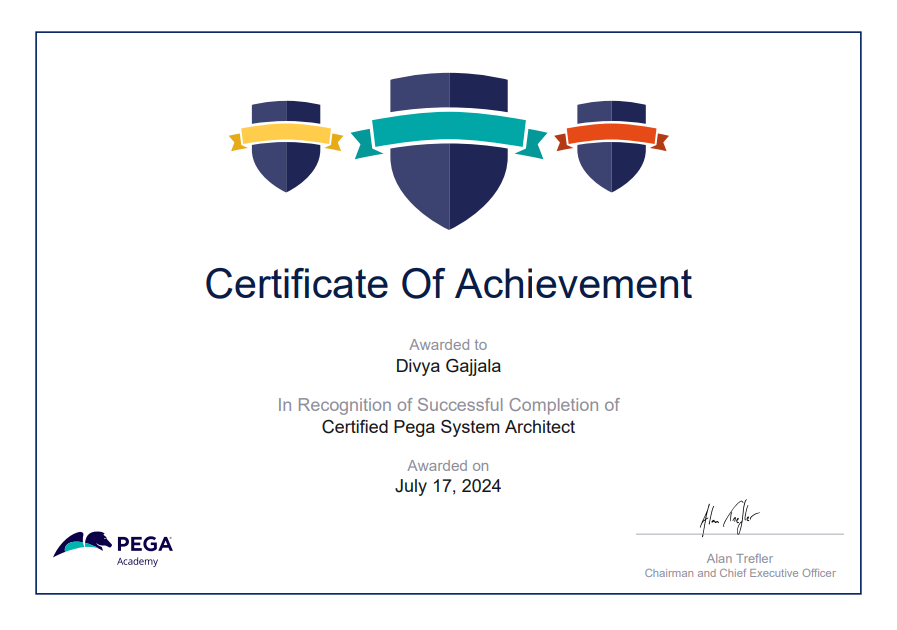 Certificate Of Achievement
Awarded to
Divya Gajjala
In Recognition of Successful Completion of
Certified Pega System Architect
Awarded on
July 17, 2024
Alan Trefler
PEGA
Academy
Alan Trefler
Chairman and Chief Executive Officer